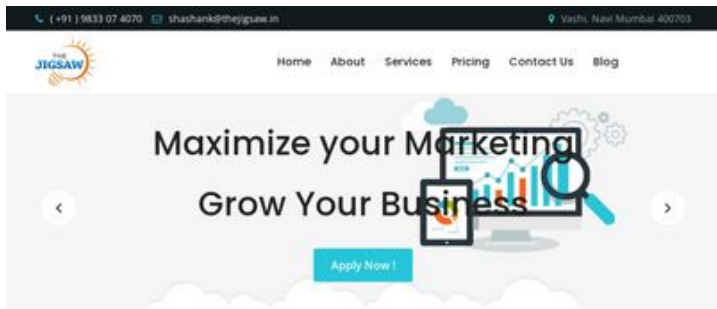 ( +91 ) 9833 07 4070 shashank@thejigsaw.in Vashi, Navi Mumbai 400703
THE
JIGSAW
Home About Services Pricing Contact Us Blog
Maximize your Marketing
Grow Your Business
Apply Now !